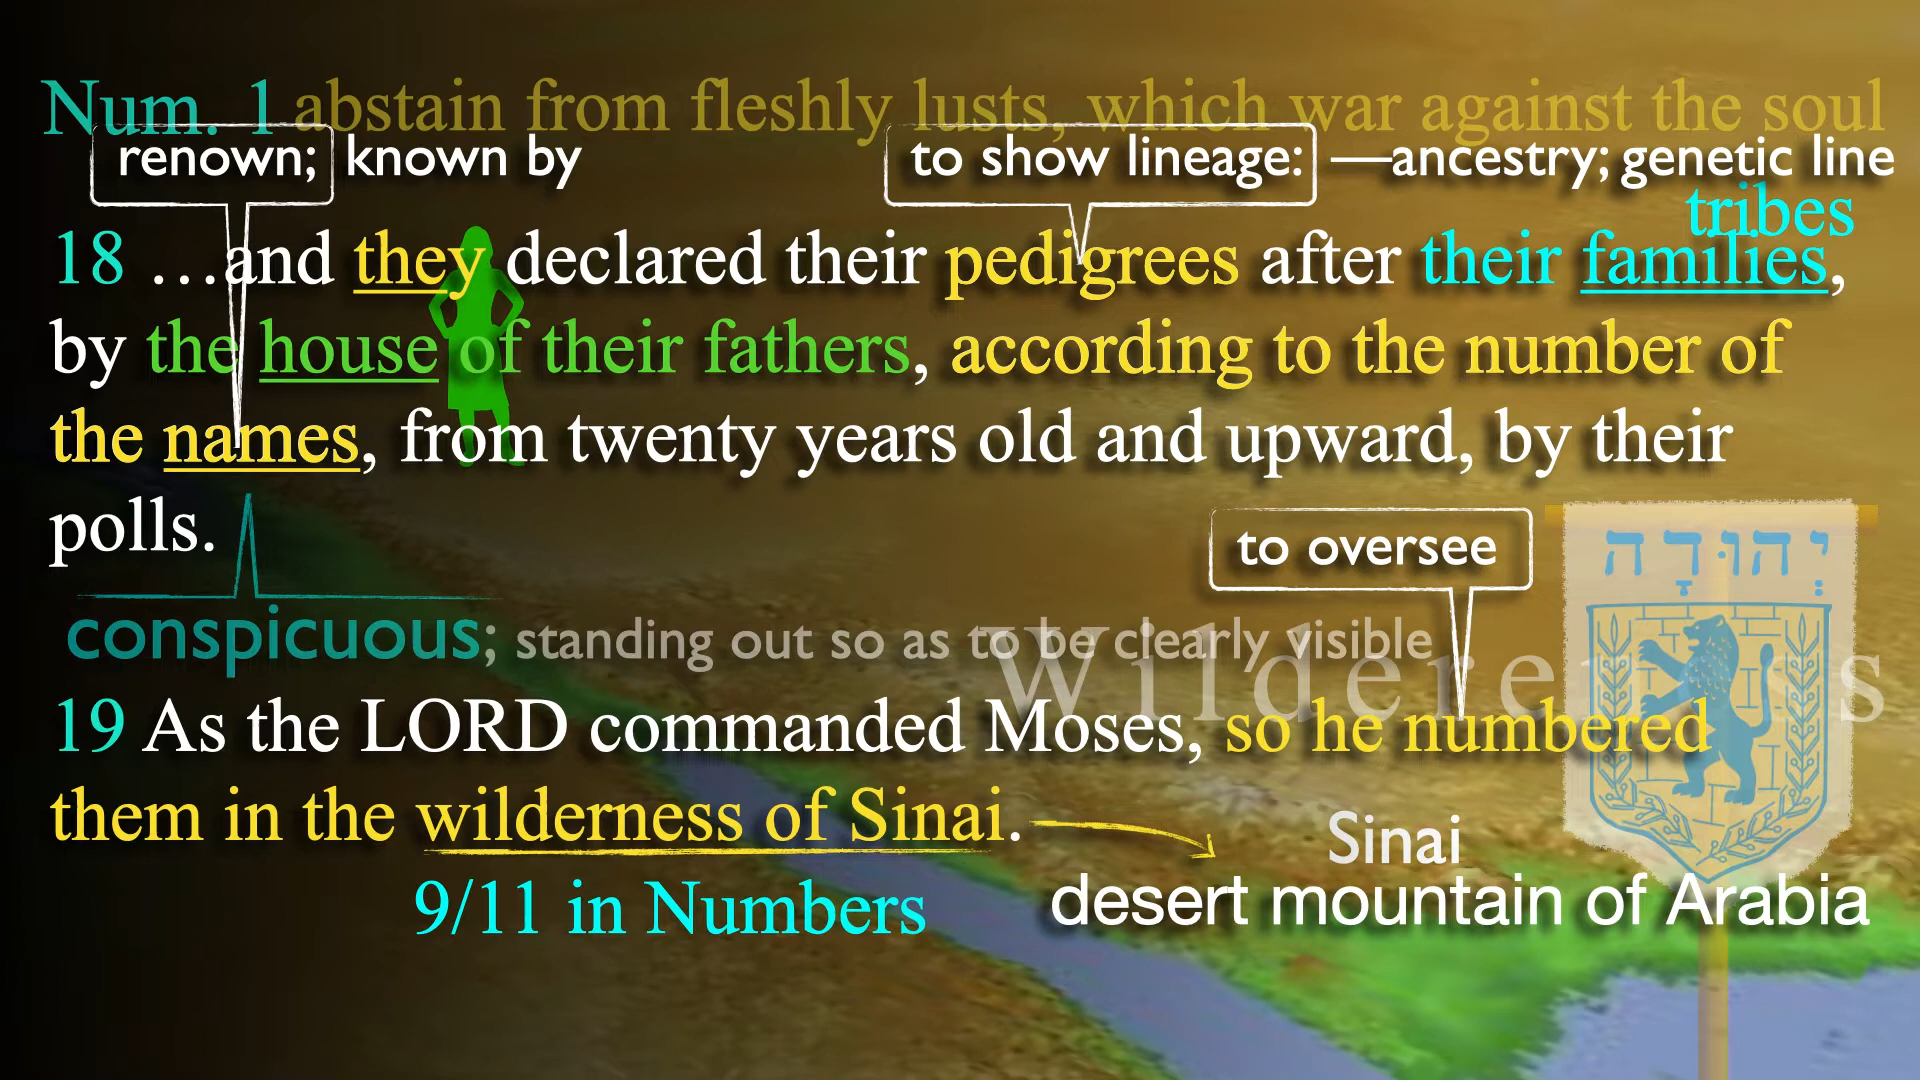 Num. 1 abstain from fleshly lusts, which war against the soul
renown; known by
to show lineage: —ancestry; genetic line
tribes
18 …and they declared their pedigrees after their families,
by the house of their fathers, according to the number of
the names, from twenty years old and upward, by their
polls.
to oversee
יְהוּדָה
conspicuous; standing out so as to be clearly visible
19 As the LORD commanded Moses, so he numbered
them in the wilderness of Sinai.
Sinai
desert mountain of Arabia
9/11 in Numbers